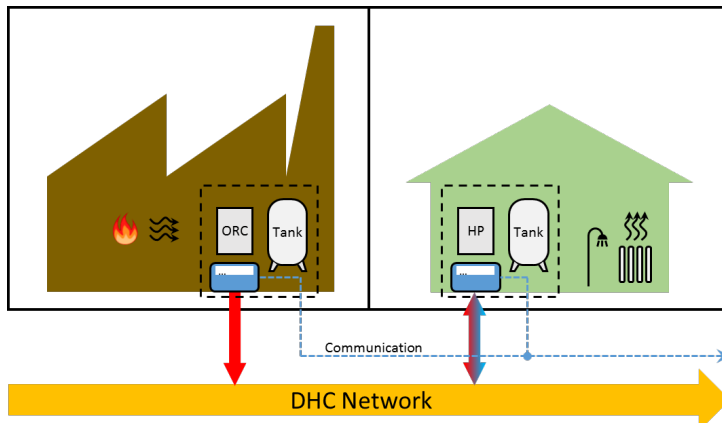 ORC
Tank
...
HP
Tank
...
Communication
DHC Network